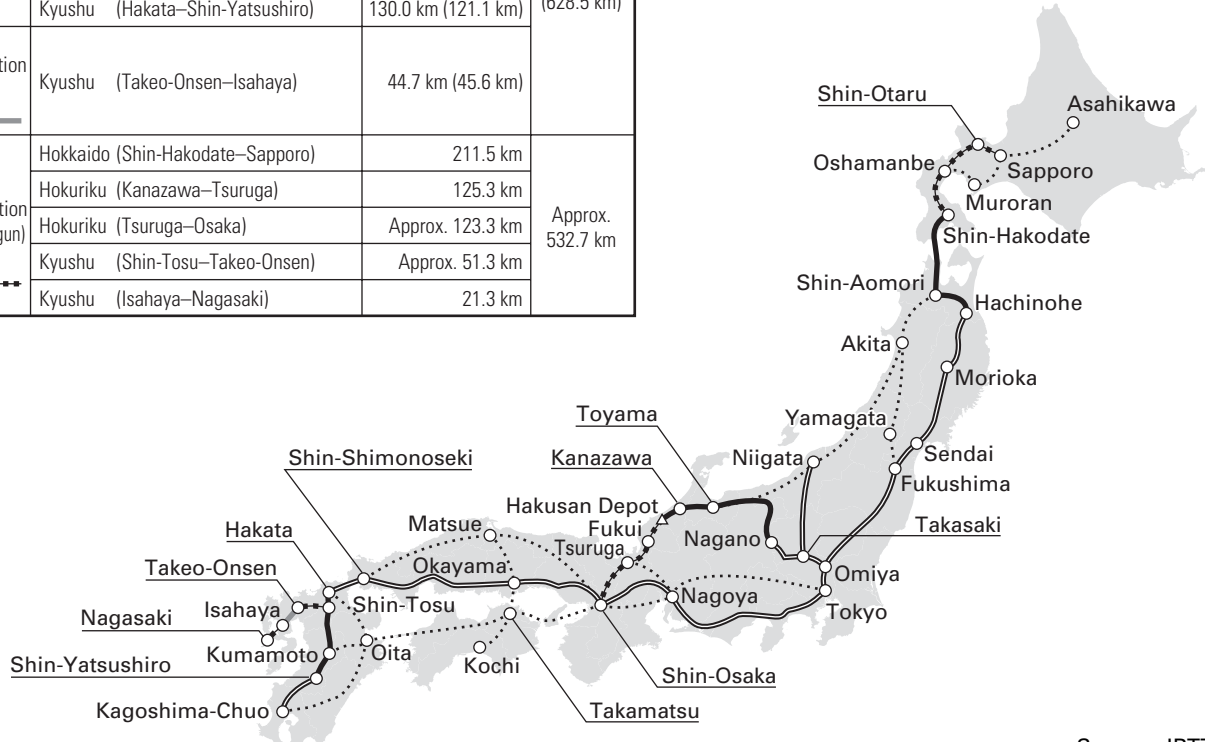 Kyushu (Hakata–Shin-Yatsushiro) 130.0 km (121.1 km) (628.5 km)
Kyushu (Takeo-Onsen–Isahaya) 44.7 km (45.6 km)
Hokkaido (Shin-Hakodate–Sapporo) 211.5 km
Hokuriku (Kanazawa–Tsuruga) 125.3 km
Hokuriku (Tsuruga–Osaka) Approx. 123.3 km
Approx.
532.7 km
Kyushu (Shin-Tosu–Takeo-Onsen) Approx. 51.3 km
Kyushu (Isahaya–Nagasaki) 21.3 km
Shin-Otaru
Asahikawa
Oshamanbe
Sapporo
Muroran
Shin-Hakodate
Shin-Aomori
Hachinohe
Akita
Morioka
Toyama
Yamagata
Kanazawa
Niigata
Sendai
Shin-Shimonoseki
Fukushima
Hakusan Depot
Hakata
Matsue
Fukui
Nagano
Takasaki
Tsuruga
Takeo-Onsen
Okayama
Omiya
Isahaya
Shin-Tosu
Nagoya
Tokyo
Nagasaki
Kumamoto
Oita
Kochi
Shin-Yatsushiro
Shin-Osaka
Kagoshima-Chuo
Takamatsu